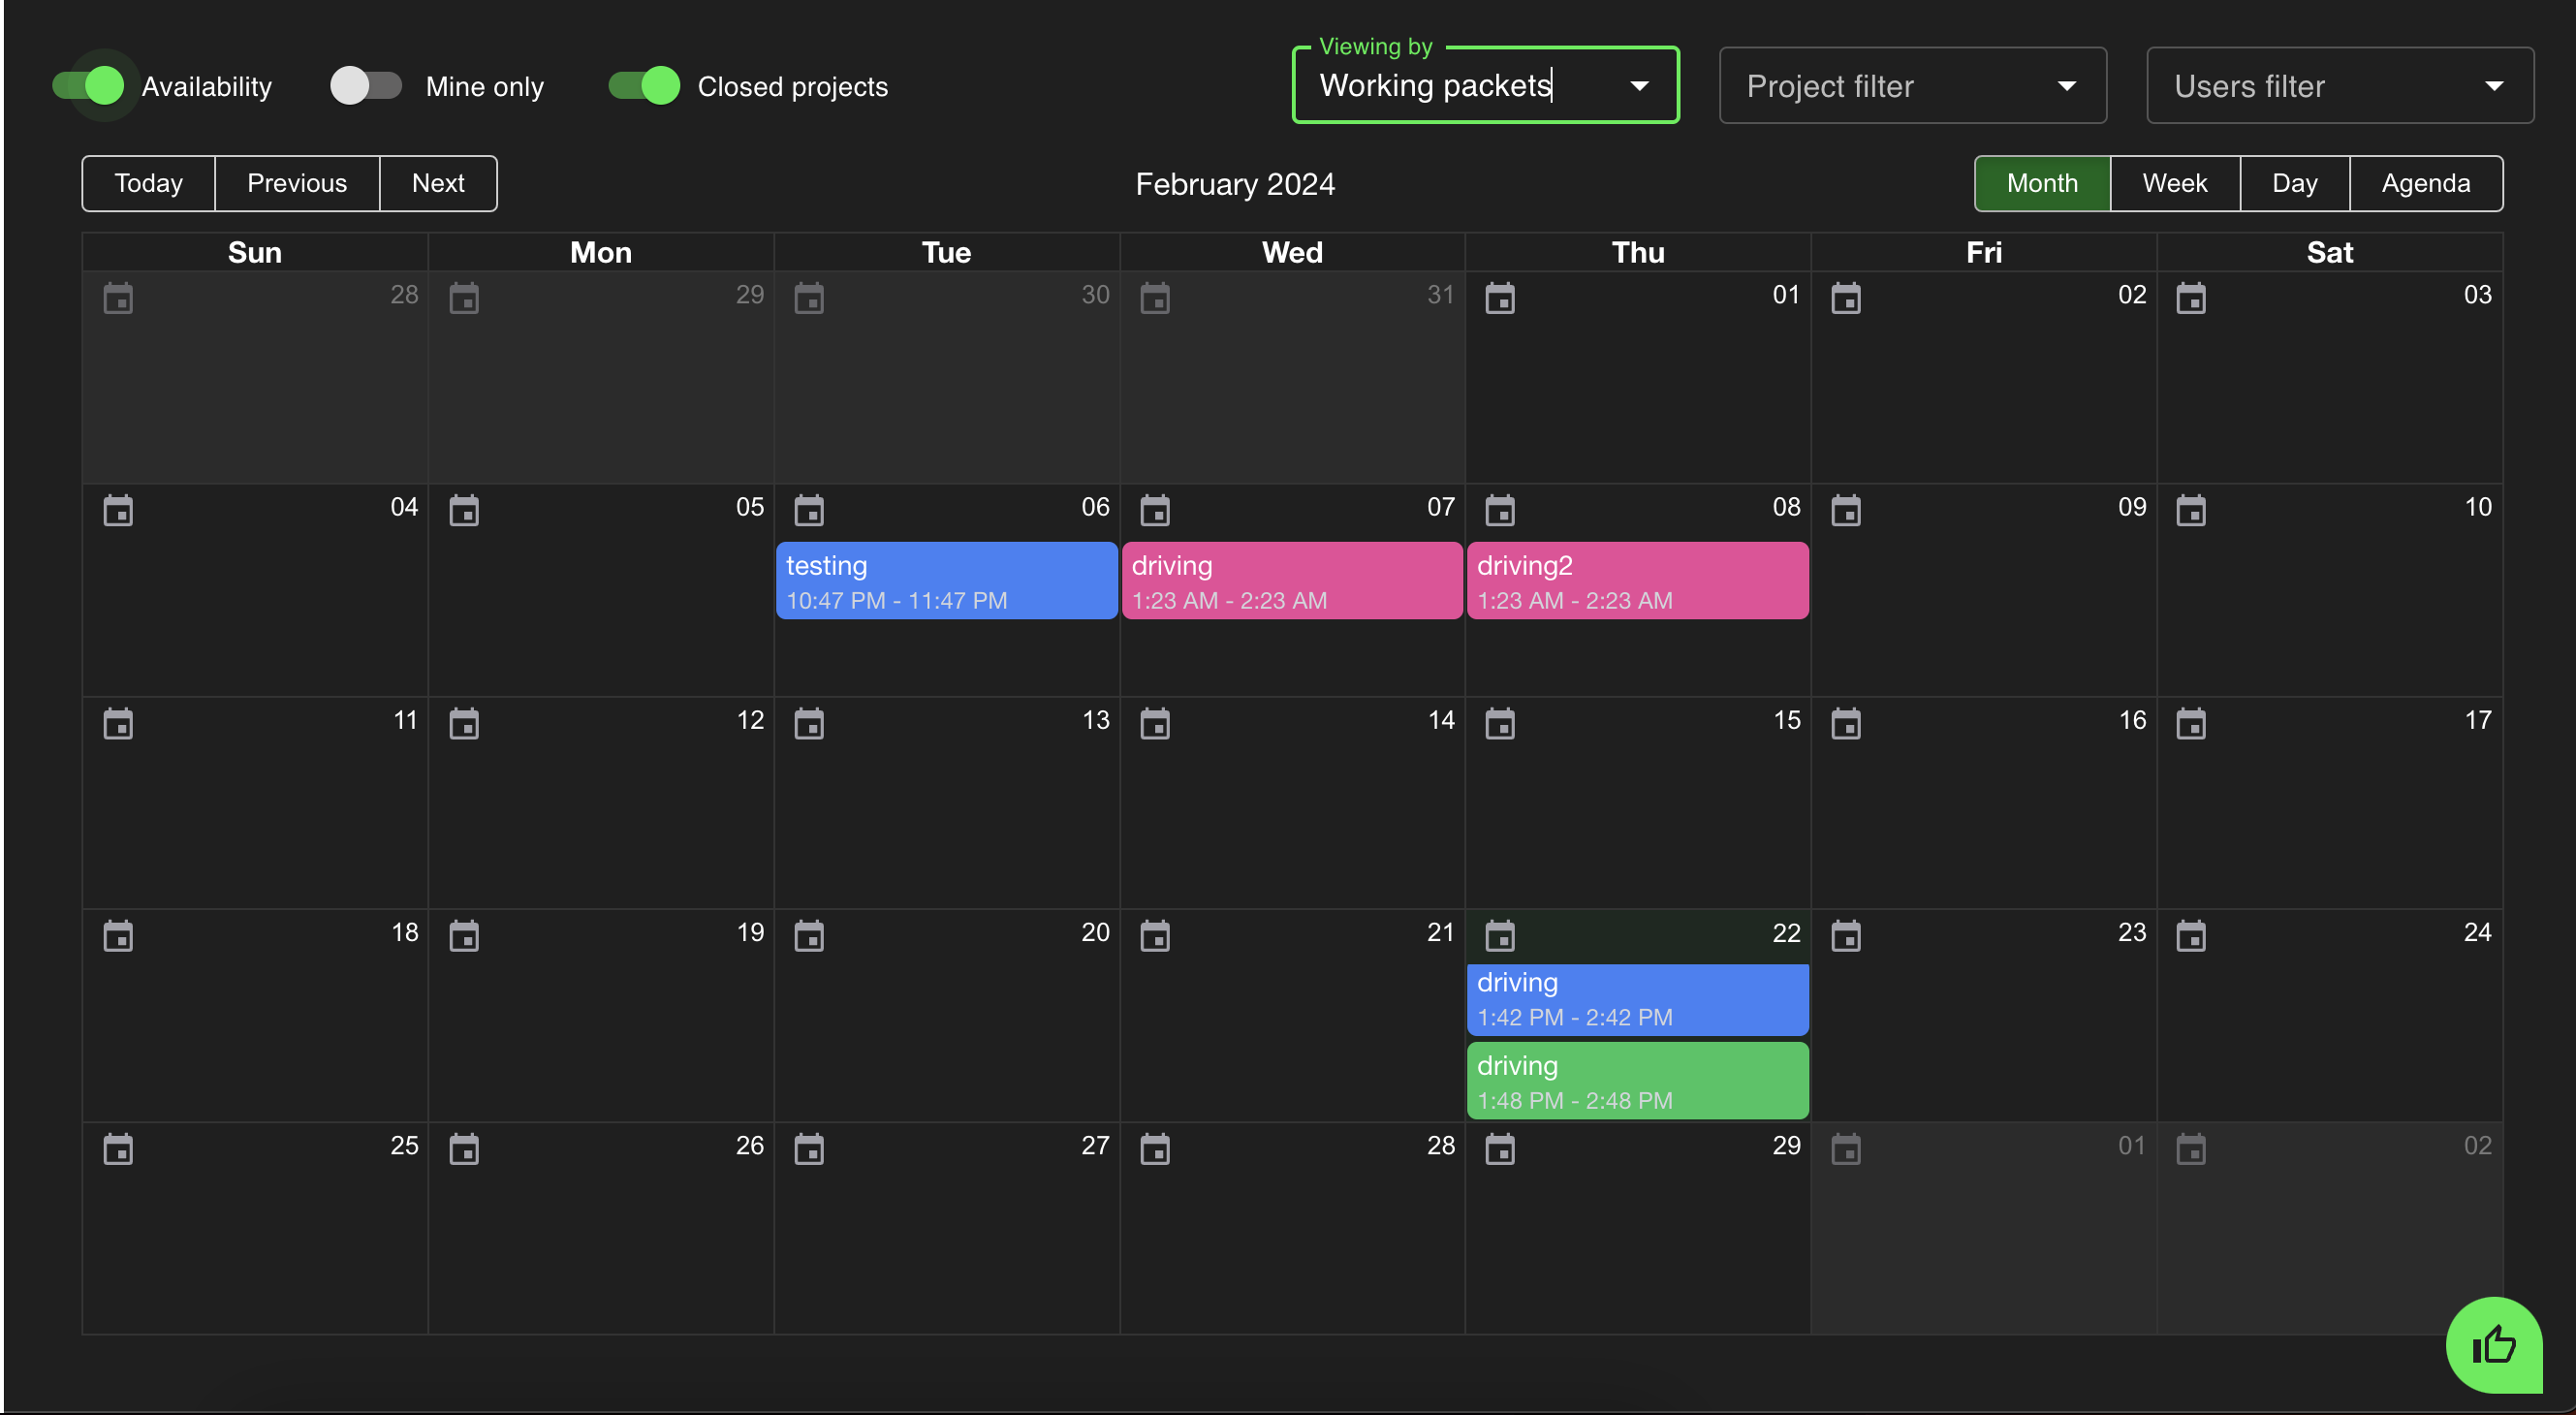 Viewing by
Availability Mine only Closed projects Working packets Project filter Users filter
Today Previous Next February 2024 Month Week Day Agenda
Sun Mon Tue Wed Thu Fri Sat
28 29 30 31 01 02 03
04 05 06 07 08 09 10
testing driving driving2
10:47 PM - 11:47 PM 1:23 AM - 2:23 AM 1:23 AM - 2:23 AM
11 12 13 14 15 16 17
18 19 20 21 22 23 24
driving
1:42 PM - 2:42 PM
driving
1:48 PM - 2:48 PM
25 26 27 28 29 01 02